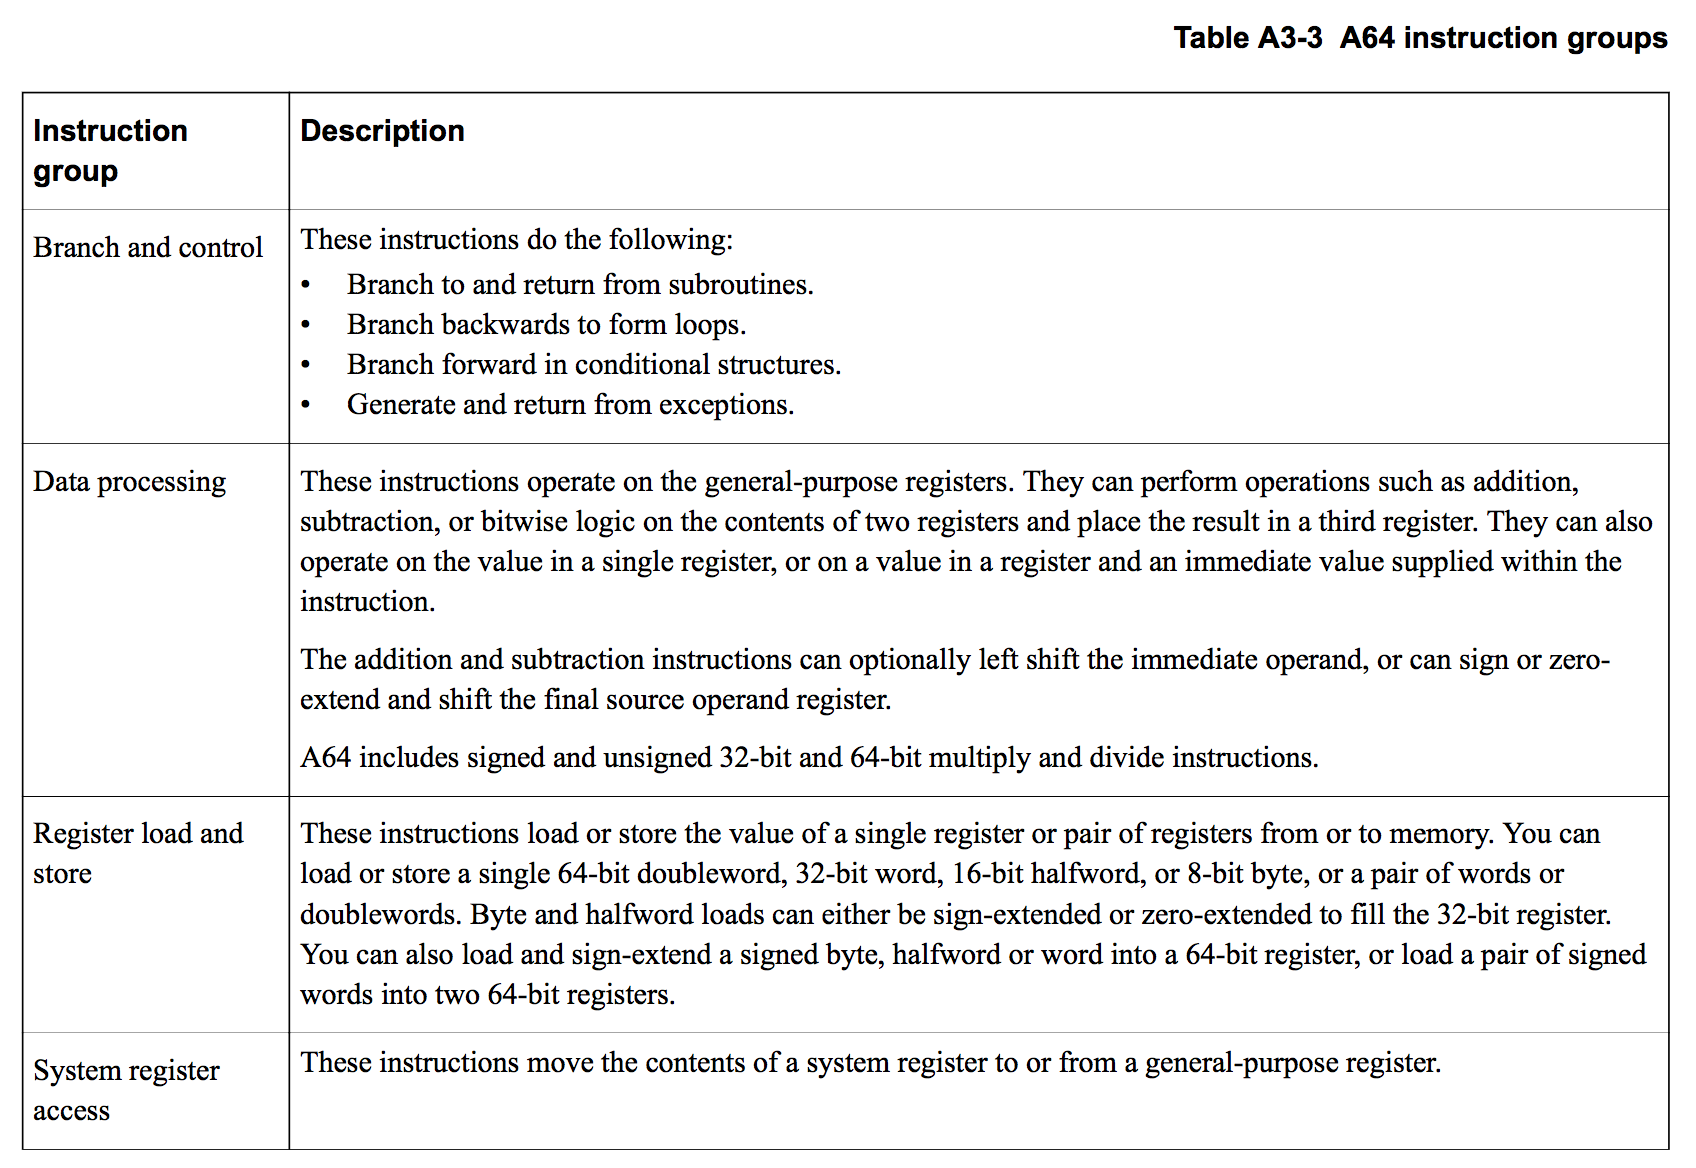 Table A3-3 A64 instruction groups
Instruction
group
Description
Branch and control
These instructions do the following:
• Branch to and return from subroutines.
• Branch backwards to form loops.
• Branch forward in conditional structures.
• Generate and return from exceptions.
Data processing
These instructions operate on the general-purpose registers. They can perform operations such as addition,
subtraction, or bitwise logic on the contents of two registers and place the result in a third register. They can also
operate on the value in a single register, or on a value in a register and an immediate value supplied within the
instruction.
The addition and subtraction instructions can optionally left shift the immediate operand, or can sign or zero-
extend and shift the final source operand register.
A64 includes signed and unsigned 32-bit and 64-bit multiply and divide instructions.
Register load and
store
These instructions load or store the value of a single register or pair of registers from or to memory. You can
load or store a single 64-bit doubleword, 32-bit word, 16-bit halfword, or 8-bit byte, or a pair of words or
doublewords. Byte and halfword loads can either be sign-extended or zero-extended to fill the 32-bit register.
You can also load and sign-extend a signed byte, halfword or word into a 64-bit register, or load a pair of signed
words into two 64-bit registers.
System register
access
These instructions move the contents of a system register to or from a general-purpose register.